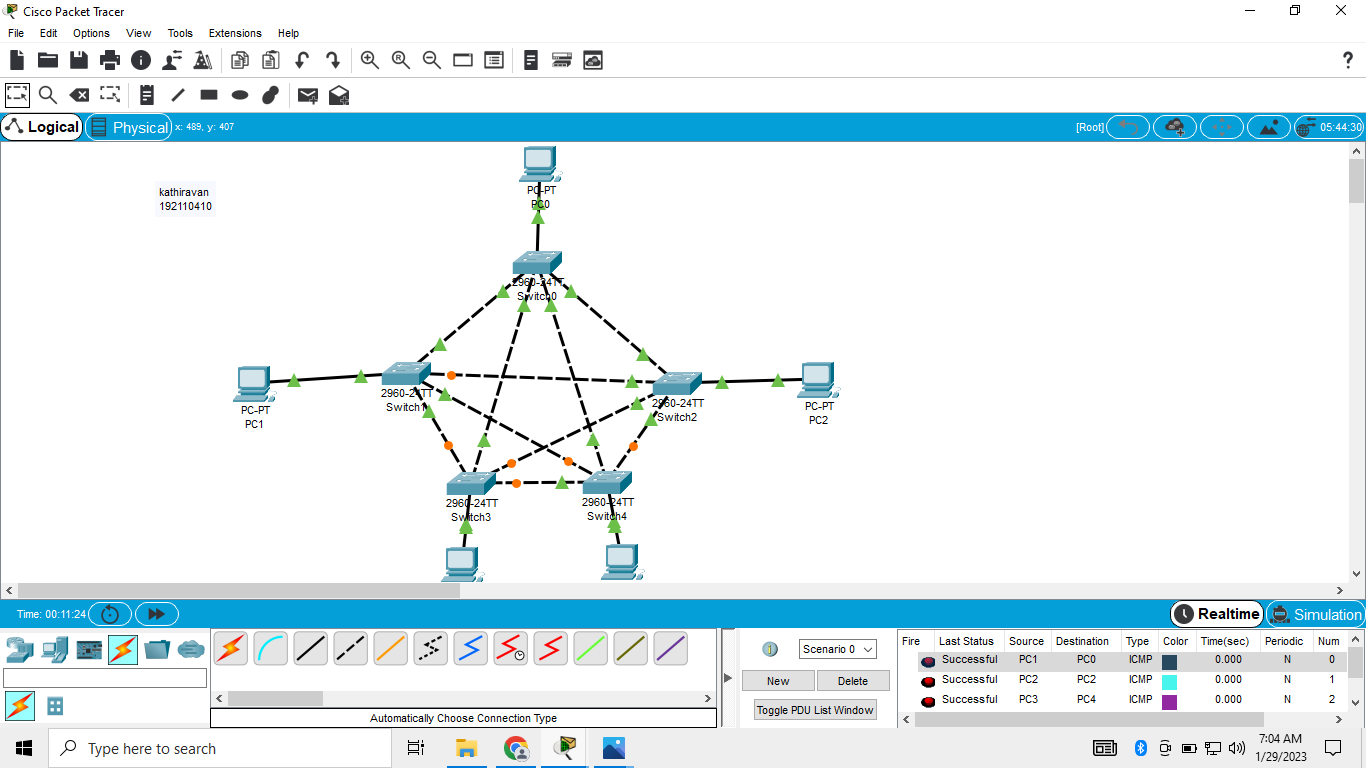 Cisco Packet Tracer
File Edit Options View Tools Extensions Help
Logical Physical x: 489, y: 407 [Root] 05:44:30
kathiravan
192110410
PC-PT
PC0
2960-24TT
Switch0
2960-24TT
Switch1
2960-24TT
Switch2
PC-PT
PC1
PC-PT
PC2
2960-24TT
Switch3
2960-24TT
Switch4
Time: 00:11:24 Realtime Simulation
Scenario 0
New Delete
Toggle PDU List Window
Fire Last Status Source Destination Type Color Time(sec) Periodic Num
Successful PC1 PC0 ICMP 0.000 N 0
Successful PC2 PC2 ICMP 0.000 N 1
Successful PC3 PC4 ICMP 0.000 N 2
Automatically Choose Connection Type
Type here to search
7:04 AM
1/29/2023